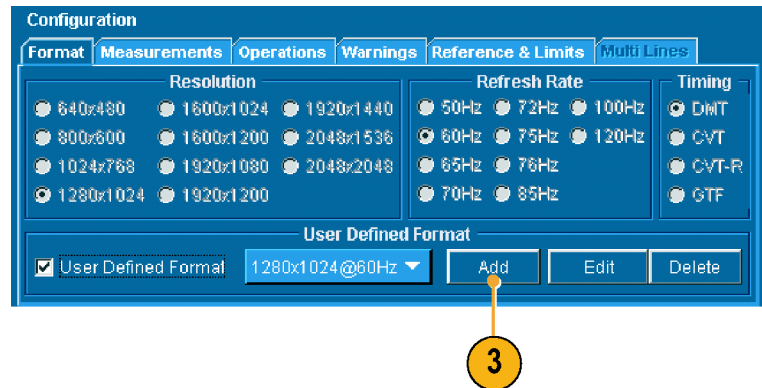 Configuration
Format Measurements Operations Warnings Reference & Limits Multi Lines
Resolution Refresh Rate Timing
640x480 1600x1024 1920x1440 50Hz 72Hz 100Hz DMT
800x600 1600x1200 2048x1536 60Hz 75Hz 120Hz CVT
1024x768 1920x1080 2048x2048 65Hz 76Hz CVT-R
1280x1024 1920x1200 70Hz 85Hz GTF
User Defined Format
User Defined Format 1280x1024@60Hz Add Edit Delete
3